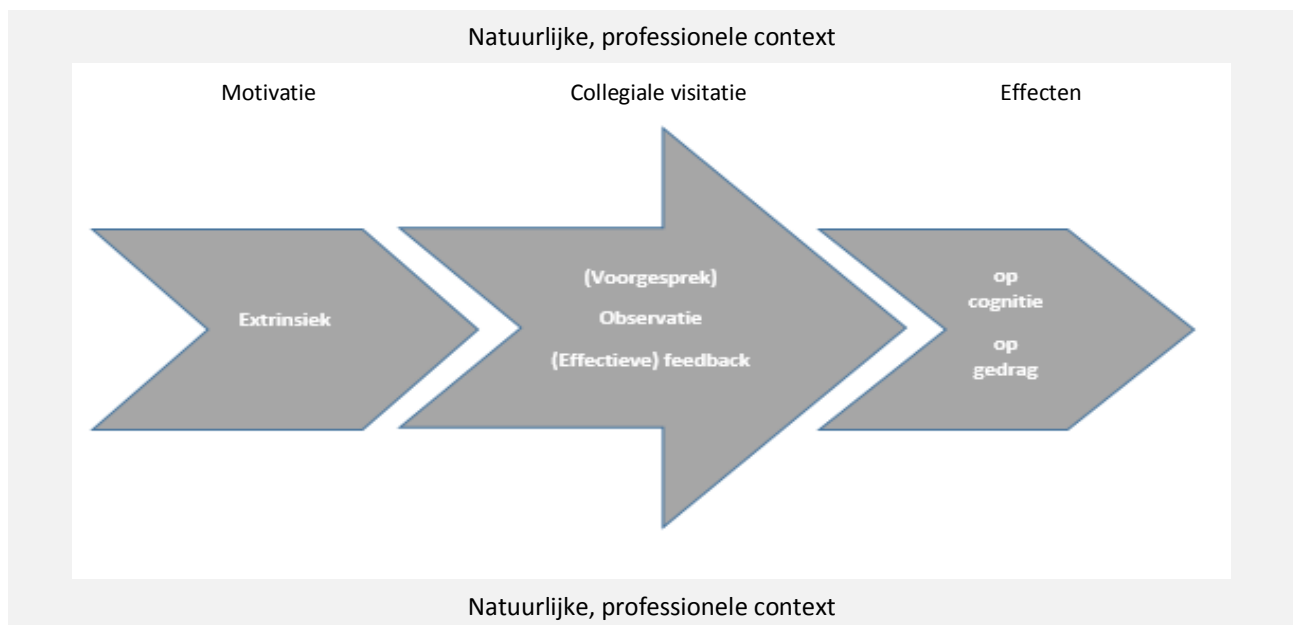 Natuurlijke, professionele context
Motivatie
Collegiale visitatie
Effecten
Extrinsiek
(Voorgesprek)
Observatie
(Effectieve) feedback
op
cognitie
op
gedrag
Natuurlijke, professionele context